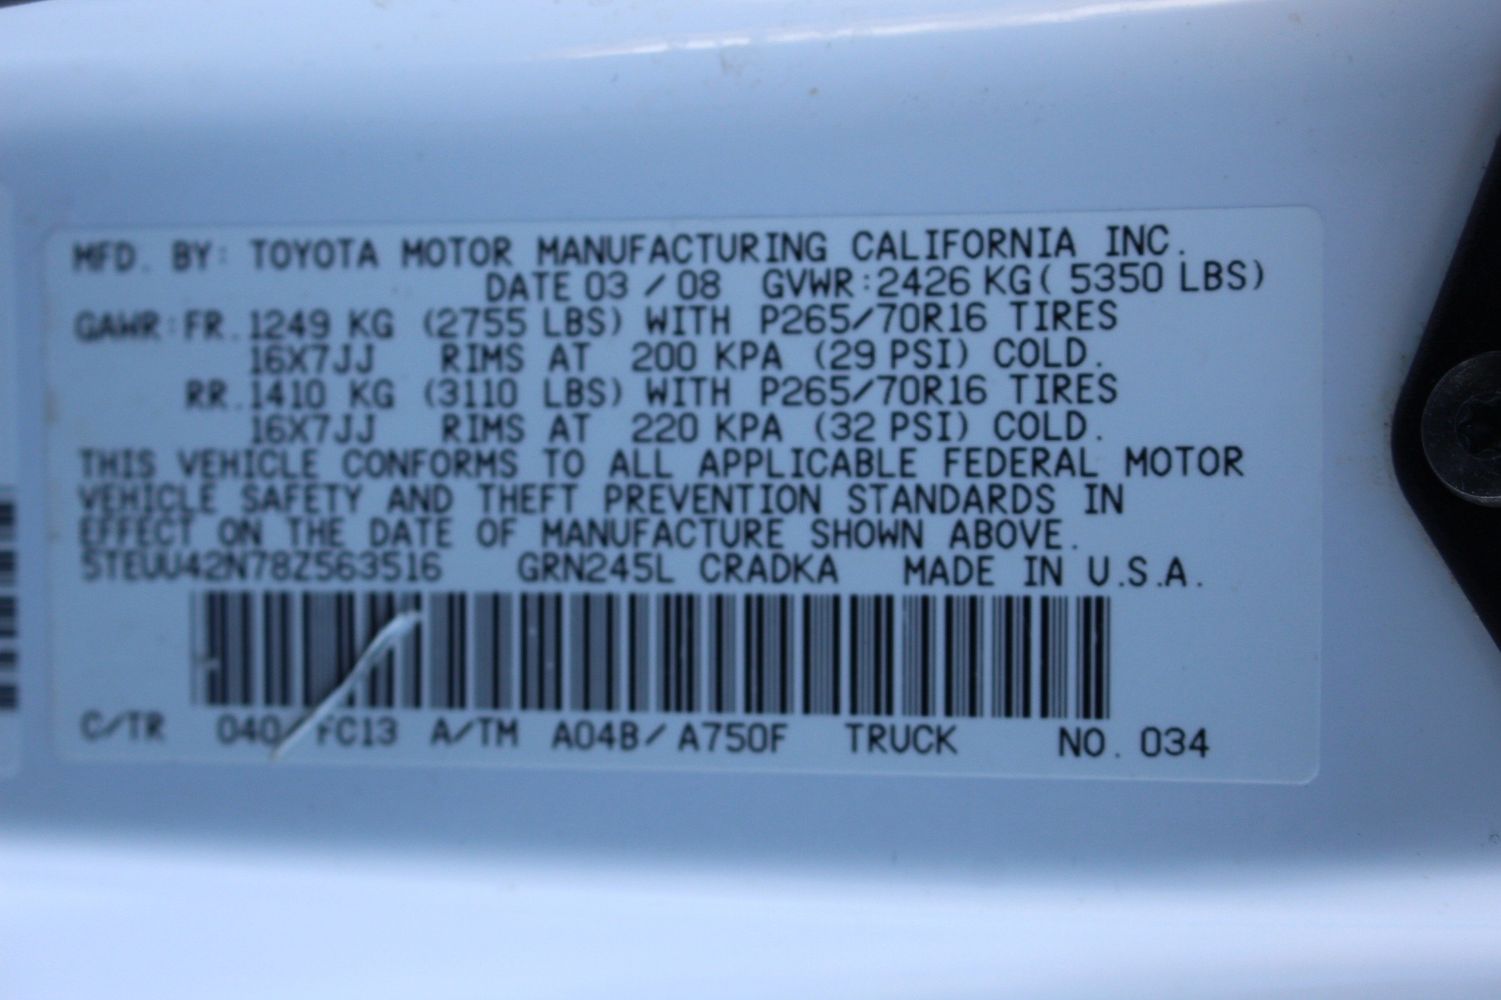 MFD. BY: TOYOTA MOTOR MANUFACTURING CALIFORNIA INC.
DATE 03 / 08 GVWR:2426 KG( 5350 LBS)
GAWR:FR.1249 KG (2755 LBS) WITH P265/70R16 TIRES
16X7JJ RIMS AT 200 KPA (29 PSI) COLD.
RR.1410 KG (3110 LBS) WITH P265/70R16 TIRES
16X7JJ RIMS AT 220 KPA (32 PSI) COLD.
THIS VEHICLE CONFORMS TO ALL APPLICABLE FEDERAL MOTOR
VEHICLE SAFETY AND THEFT PREVENTION STANDARDS IN
EFFECT ON THE DATE OF MANUFACTURE SHOWN ABOVE.
5TEUU42N78Z563516 GRN245L CRADKA MADE IN U.S.A.
C/TR 040/FC13 A/TM A04B/A750F TRUCK NO. 034